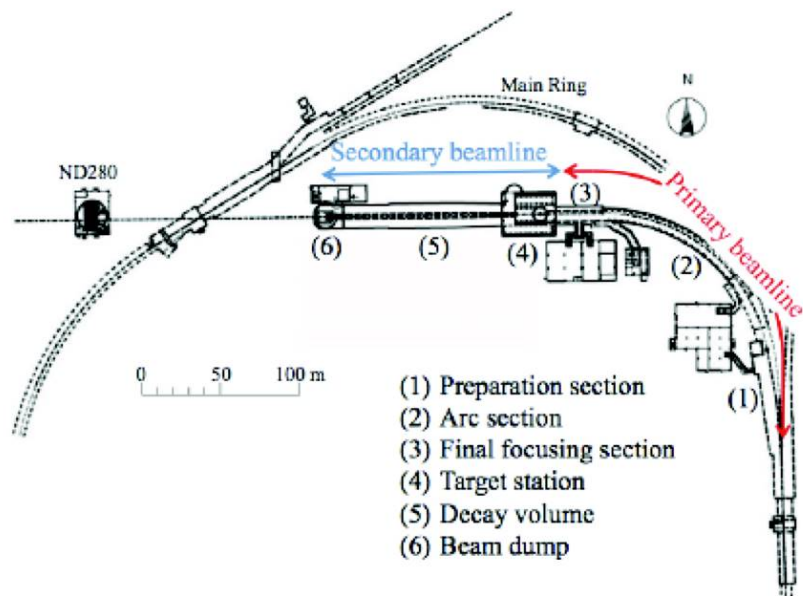 Main Ring
N
Secondary beamline
ND280
Primary beamline
(3)
(6)
(5)
(4)
(2)
(1)
0 50 100 m
(1) Preparation section
(2) Arc section
(3) Final focusing section
(4) Target station
(5) Decay volume
(6) Beam dump